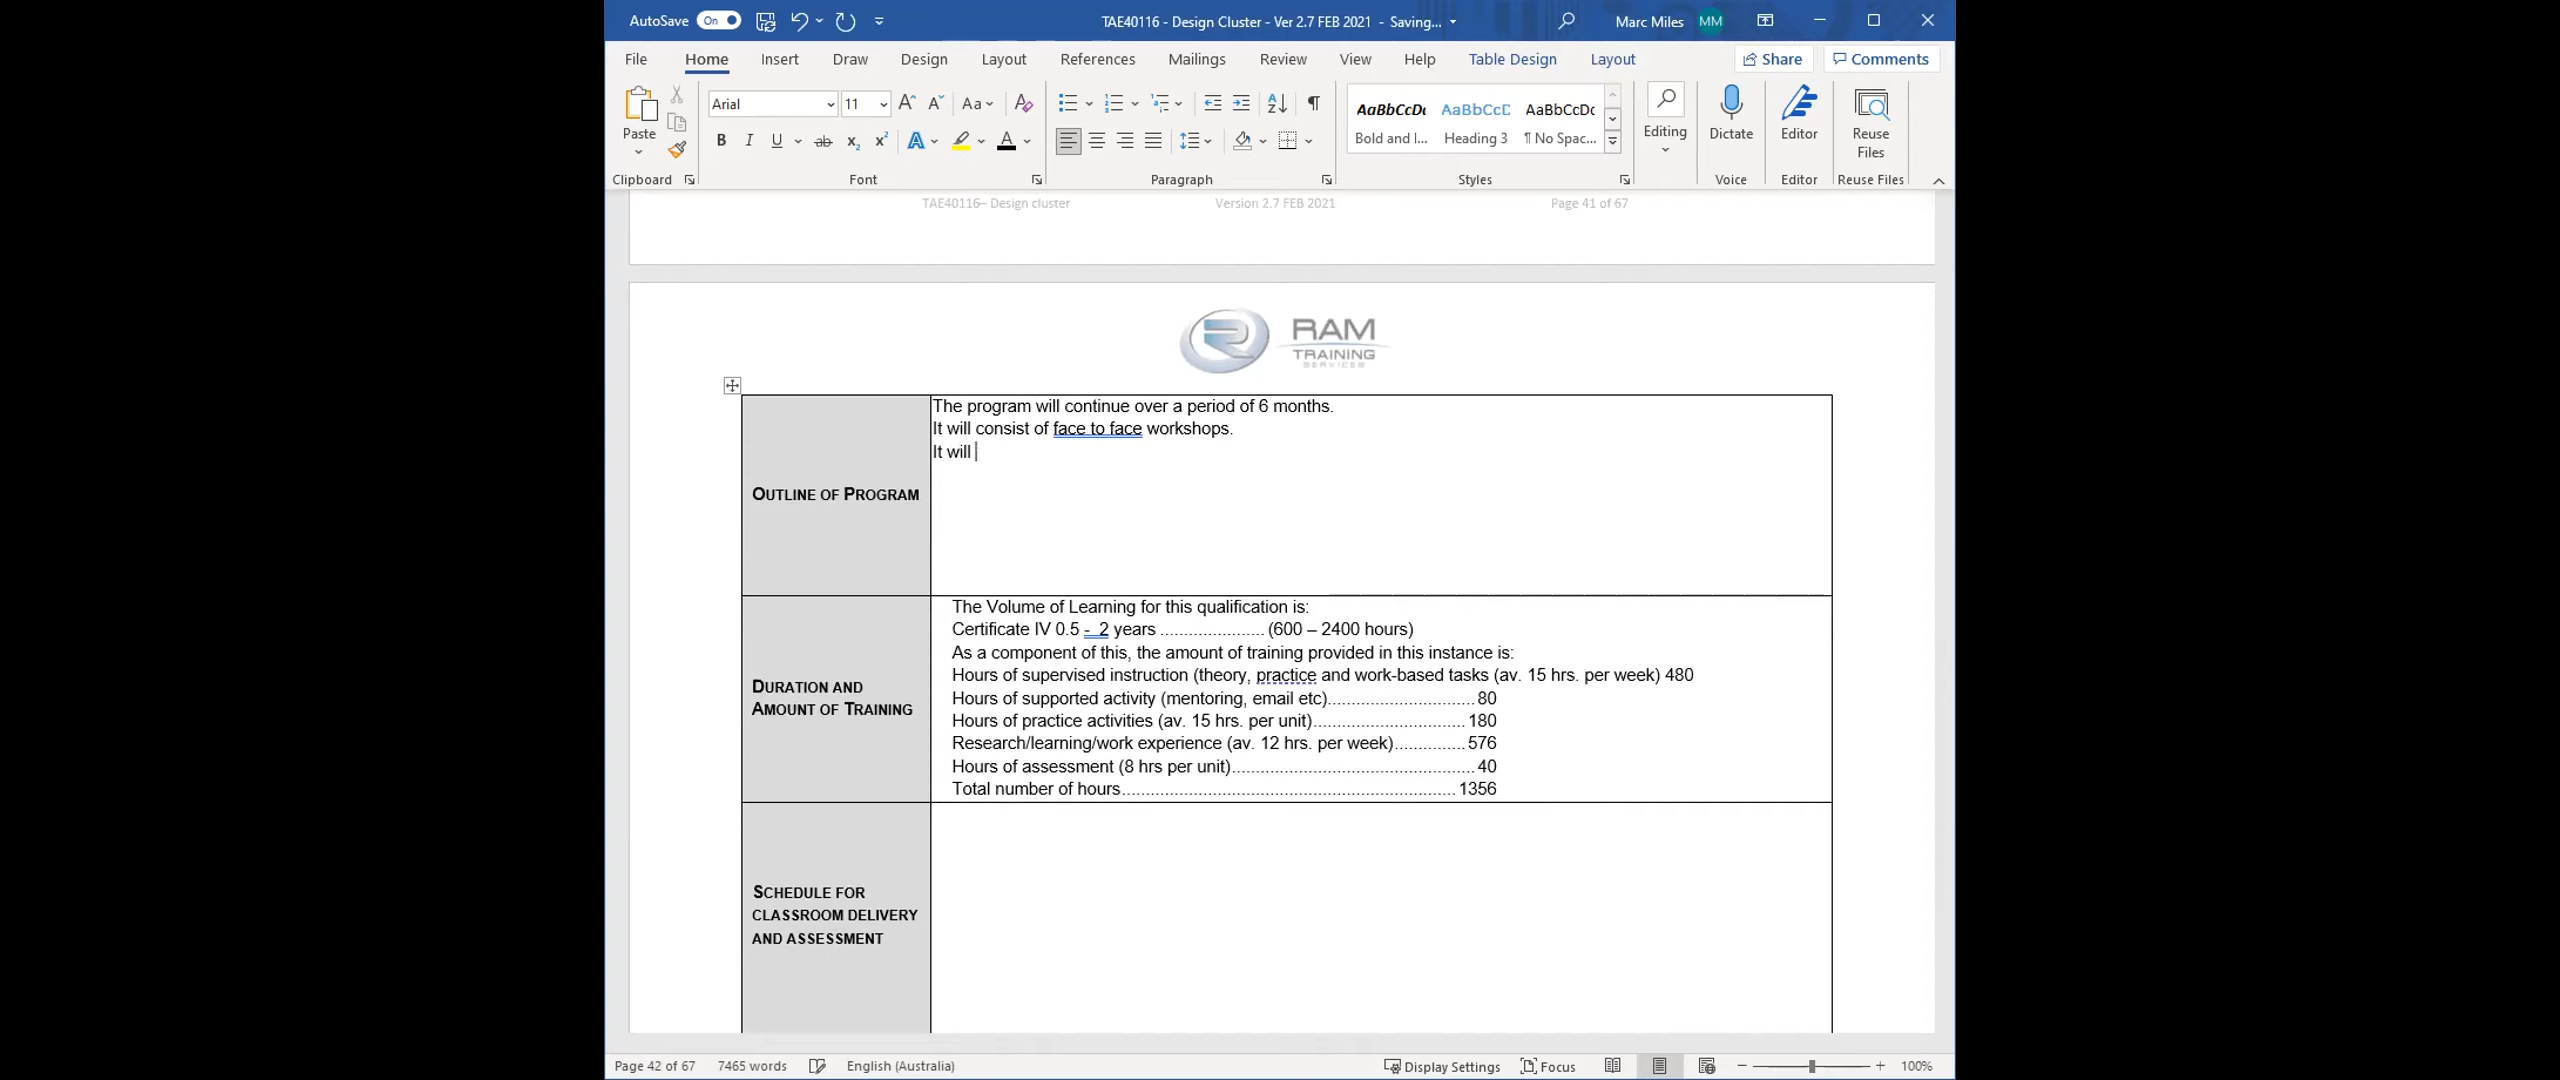 AutoSave On TAE40116 - Design Cluster - Ver 2.7 FEB 2021 - Saving... Marc Miles MM
File Home Insert Draw Design Layout References Mailings Review View Help Table Design Layout Share Comments
Paste
Arial 11 Aa
B I U ab x₂ x² A A
AaBbCcDc AaBbCcD AaBbCcDc
Bold and I... Heading 3 ¶ No Spac...
Editing Dictate Editor Reuse Files
Clipboard Font Paragraph Styles Voice Editor Reuse Files
TAE40116– Design cluster Version 2.7 FEB 2021 Page 41 of 67
RAM
TRAINING
SERVICES
OUTLINE OF PROGRAM
The program will continue over a period of 6 months.
It will consist of face to face workshops.
It will
DURATION AND
AMOUNT OF TRAINING
The Volume of Learning for this qualification is:
Certificate IV 0.5 -  2 years ...................... (600 – 2400 hours)
As a component of this, the amount of training provided in this instance is:
Hours of supervised instruction (theory, practice and work-based tasks (av. 15 hrs. per week) 480
Hours of supported activity (mentoring, email etc)............................... 80
Hours of practice activities (av. 15 hrs. per unit)................................ 180
Research/learning/work experience (av. 12 hrs. per week)............... 576
Hours of assessment (8 hrs per unit)................................................... 40
Total number of hours...................................................................... 1356
SCHEDULE FOR
CLASSROOM DELIVERY
AND ASSESSMENT
Page 42 of 67 7465 words English (Australia) Display Settings Focus 100%